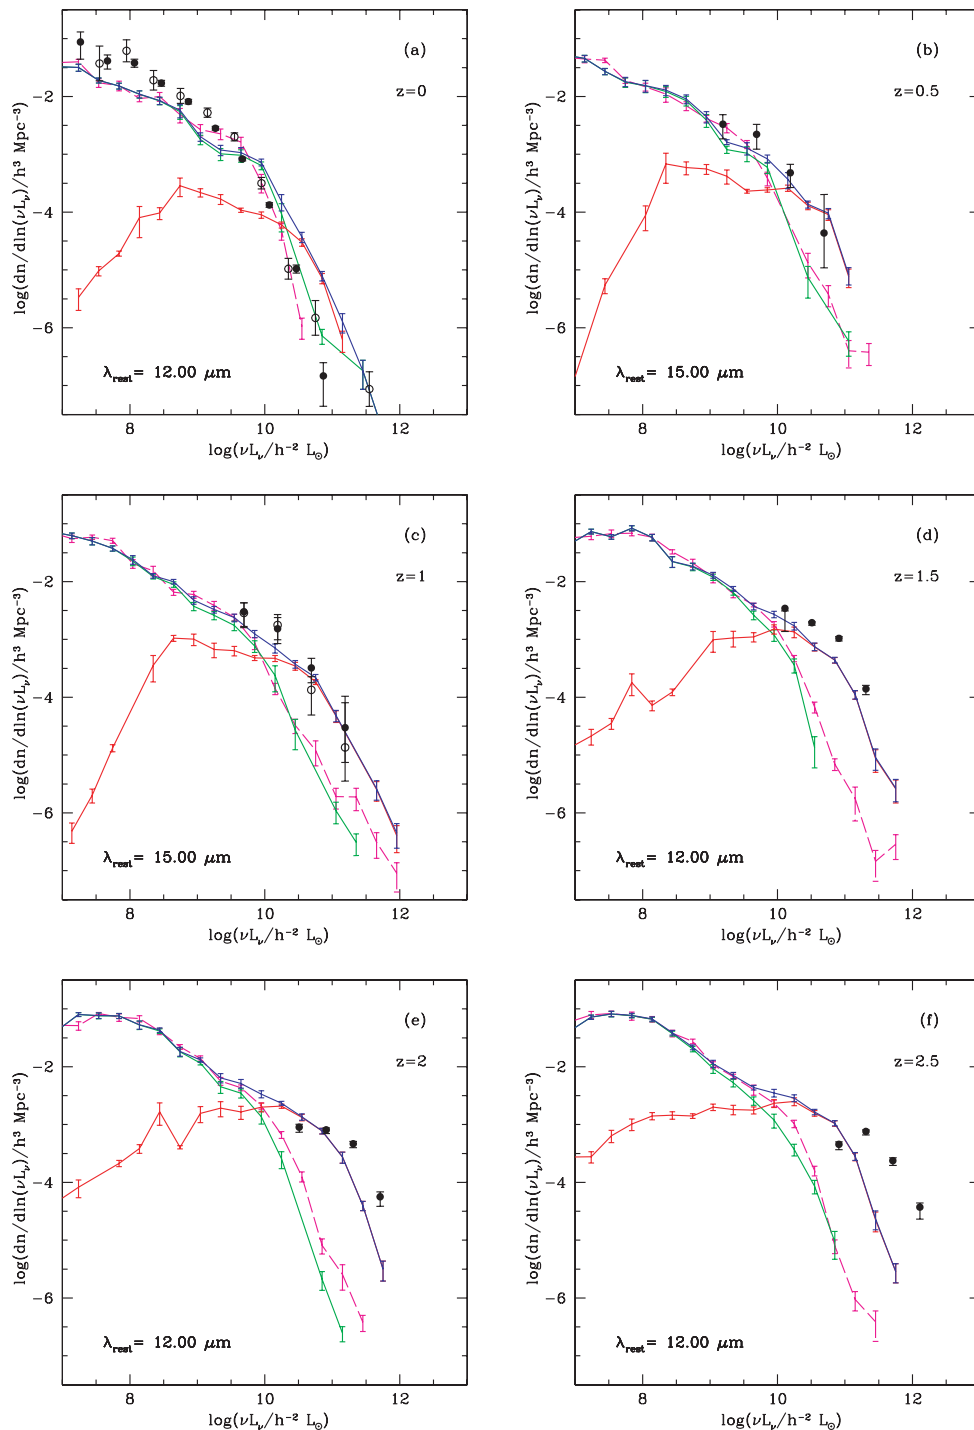 (a)
z=0
λrest= 12.00 μm
log(dn/dln(νLν)/h³ Mpc⁻³)
-2
-4
-6
8 10 12
log(νLν/h⁻² L☉)
(b)
z=0.5
λrest= 15.00 μm
log(dn/dln(νLν)/h³ Mpc⁻³)
-2
-4
-6
8 10 12
log(νLν/h⁻² L☉)
(c)
z=1
λrest= 15.00 μm
log(dn/dln(νLν)/h³ Mpc⁻³)
-2
-4
-6
8 10 12
log(νLν/h⁻² L☉)
(d)
z=1.5
λrest= 12.00 μm
log(dn/dln(νLν)/h³ Mpc⁻³)
-2
-4
-6
8 10 12
log(νLν/h⁻² L☉)
(e)
z=2
λrest= 12.00 μm
log(dn/dln(νLν)/h³ Mpc⁻³)
-2
-4
-6
8 10 12
log(νLν/h⁻² L☉)
(f)
z=2.5
λrest= 12.00 μm
log(dn/dln(νLν)/h³ Mpc⁻³)
-2
-4
-6
8 10 12
log(νLν/h⁻² L☉)